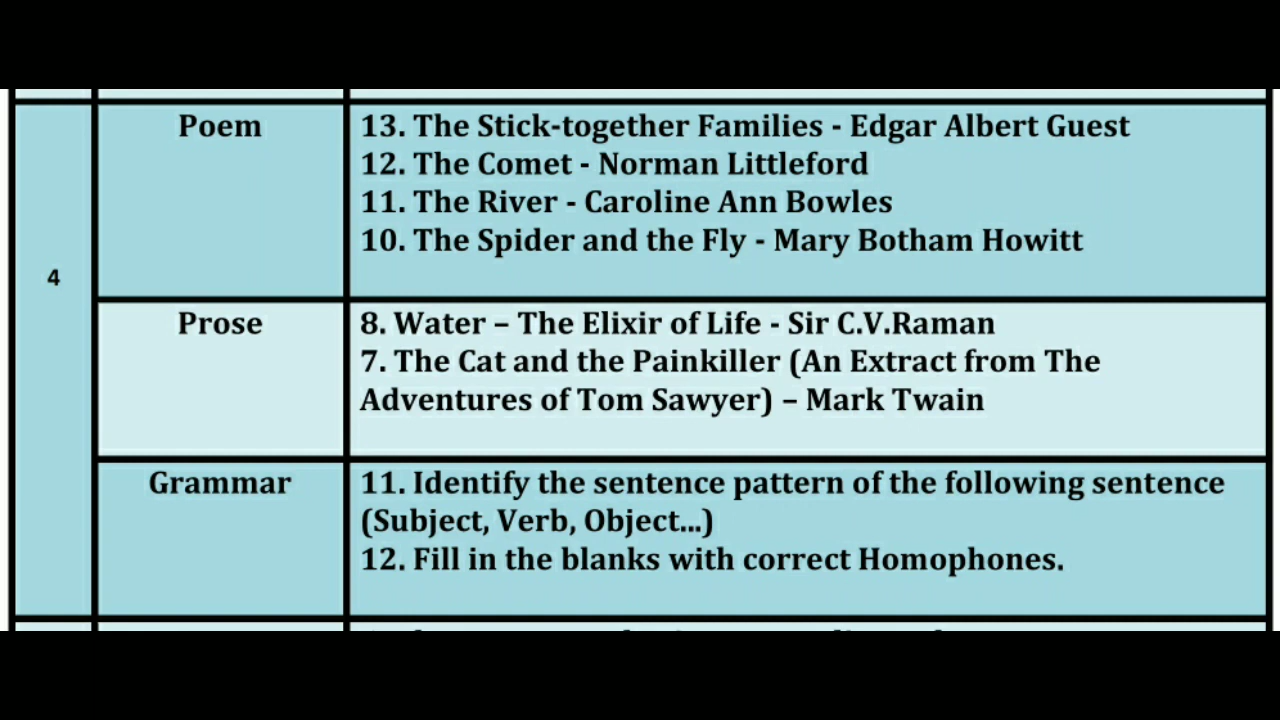 Poem
13. The Stick-together Families - Edgar Albert Guest
12. The Comet - Norman Littleford
11. The River - Caroline Ann Bowles
10. The Spider and the Fly - Mary Botham Howitt
4
Prose
8. Water – The Elixir of Life - Sir C.V.Raman
7. The Cat and the Painkiller (An Extract from The
Adventures of Tom Sawyer) – Mark Twain
Grammar
11. Identify the sentence pattern of the following sentence
(Subject, Verb, Object...)
12. Fill in the blanks with correct Homophones.